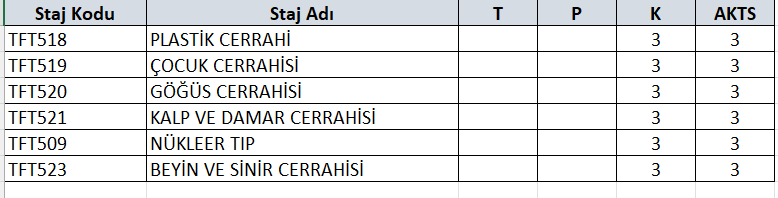 Staj Kodu Staj Adı T P K AKTS
TFT518 PLASTİK CERRAHİ 3 3
TFT519 ÇOCUK CERRAHİSİ 3 3
TFT520 GÖĞÜS CERRAHİSİ 3 3
TFT521 KALP VE DAMAR CERRAHİSİ 3 3
TFT509 NÜKLEER TIP 3 3
TFT523 BEYİN VE SİNİR CERRAHİSİ 3 3